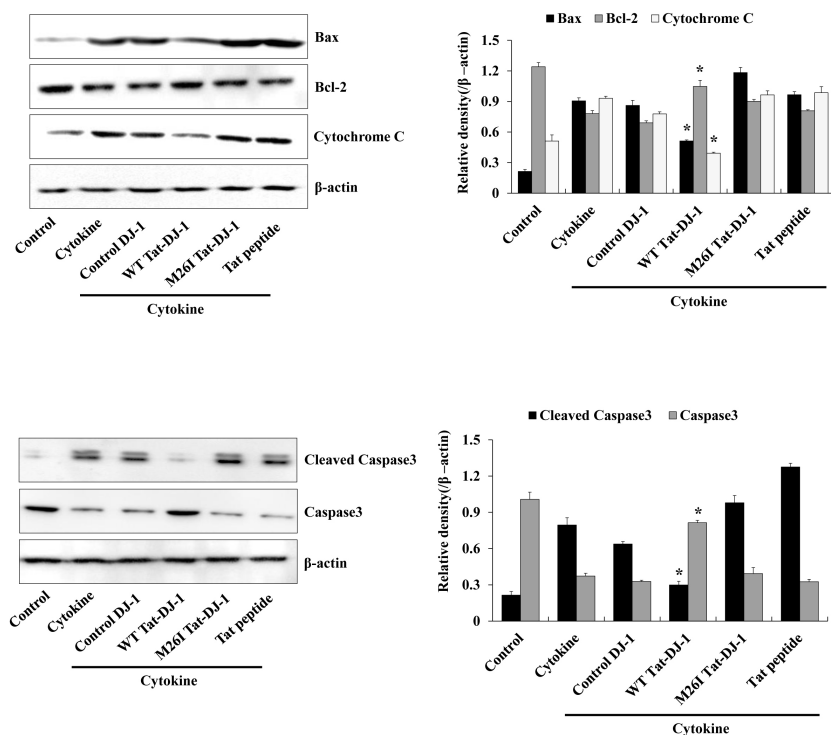 Bax
Bcl-2
Cytochrome C
β-actin
Control
Cytokine
Control DJ-1
WT Tat-DJ-1
M26I Tat-DJ-1
Tat peptide
Cytokine
Bax Bcl-2 Cytochrome C
Relative density(/β –actin)
1.5
1.2
0.9
0.6
0.3
0
*
*
*
Control
Cytokine
Control DJ-1
WT Tat-DJ-1
M26I Tat-DJ-1
Tat peptide
Cytokine
Cleaved Caspase3
Caspase3
β-actin
Control
Cytokine
Control DJ-1
WT Tat-DJ-1
M26I Tat-DJ-1
Tat peptide
Cytokine
Cleaved Caspase3 Caspase3
Relative density(/β –actin)
1.5
1.2
0.9
0.6
0.3
0
*
*
Control
Cytokine
Control DJ-1
WT Tat-DJ-1
M26I Tat-DJ-1
Tat peptide
Cytokine